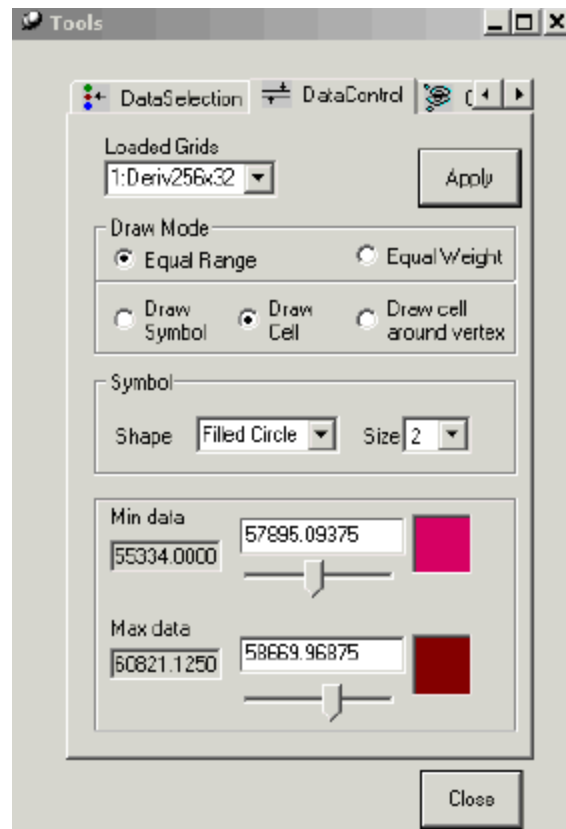 Tools
DataSelection DataControl
Loaded Grids
1:Deriv256x32
Apply
Draw Mode
Equal Range Equal Weight
Draw Symbol Draw Cell Draw cell around vertex
Symbol
Shape Filled Circle Size 2
Min data
57895.09375
55334.0000
Max data
58669.96875
60821.1250
Close